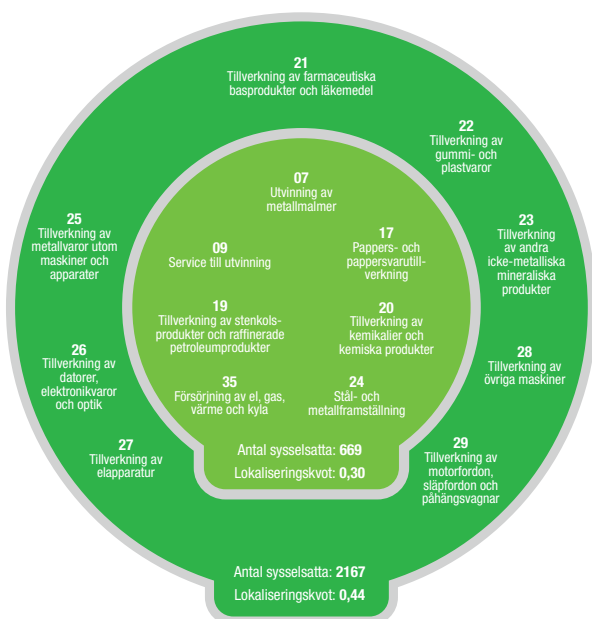 21
Tillverkning av farmaceutiska
basprodukter och läkemedel
22
Tillverkning av
gummi- och
plastvaror
07
Utvinning av
metallmalmer
25
Tillverkning av
metallvaror utom
maskiner och
apparater
09
Service till utvinning
17
Pappers- och
pappersvarutill-
verkning
23
Tillverkning
av andra
icke-metalliska
mineraliska
produkter
19
Tillverkning av stenkols-
produkter och raffinerade
petroleumprodukter
20
Tillverkning av
kemikalier och
kemiska produkter
26
Tillverkning av
datorer,
elektronikvaror
och optik
28
Tillverkning av
övriga maskiner
35
Försörjning av el, gas,
värme och kyla
24
Stål- och
metallframställning
27
Tillverkning av
elapparatur
29
Tillverkning av
motorfordon,
släpfordon och
påhängsvagnar
Antal sysselsatta: 669
Lokaliseringskvot: 0,30
Antal sysselsatta: 2167
Lokaliseringskvot: 0,44